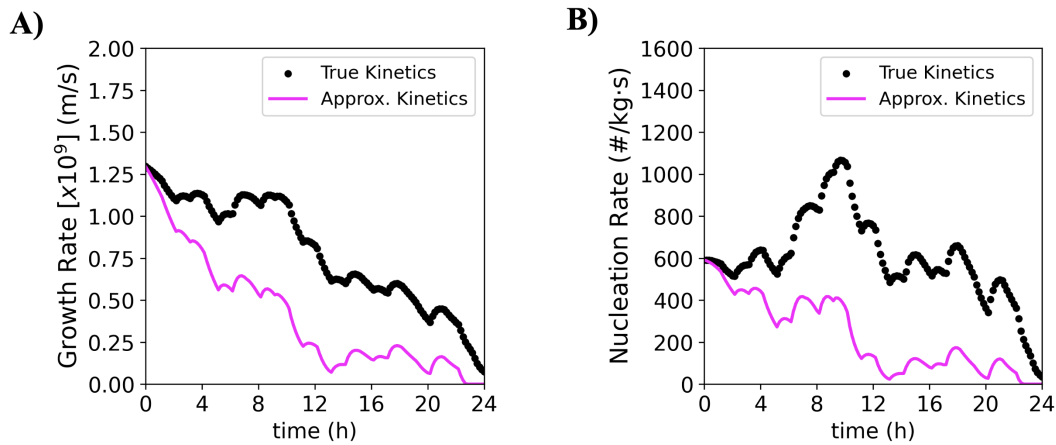 A)
Growth Rate [x10⁹] (m/s)
2.00
1.75
1.50
1.25
1.00
0.75
0.50
0.25
0.00
True Kinetics
Approx. Kinetics
0 4 8 12 16 20 24
time (h)
B)
Nucleation Rate (#/kg·s)
1600
1400
1200
1000
800
600
400
200
0
True Kinetics
Approx. Kinetics
0 4 8 12 16 20 24
time (h)